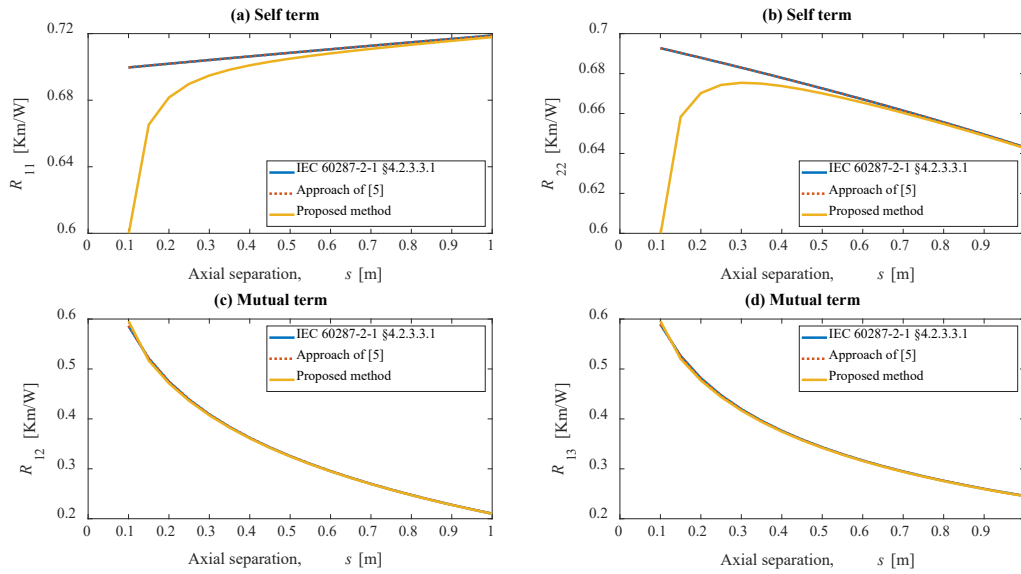 (a) Self term
0.72
0.68
0.64
0.6
R 11 [Km/W]
IEC 60287-2-1 §4.2.3.3.1
Approach of [5]
Proposed method
0 0.1 0.2 0.3 0.4 0.5 0.6 0.7 0.8 0.9 1
Axial separation, s [m]
(b) Self term
0.7
0.68
0.66
0.64
0.62
0.6
R 22 [Km/W]
IEC 60287-2-1 §4.2.3.3.1
Approach of [5]
Proposed method
0 0.1 0.2 0.3 0.4 0.5 0.6 0.7 0.8 0.9
Axial separation, s [m]
(c) Mutual term
0.6
0.5
0.4
0.3
0.2
R 12 [Km/W]
IEC 60287-2-1 §4.2.3.3.1
Approach of [5]
Proposed method
0 0.1 0.2 0.3 0.4 0.5 0.6 0.7 0.8 0.9 1
Axial separation, s [m]
(d) Mutual term
0.6
0.5
0.4
0.3
0.2
R 13 [Km/W]
IEC 60287-2-1 §4.2.3.3.1
Approach of [5]
Proposed method
0 0.1 0.2 0.3 0.4 0.5 0.6 0.7 0.8 0.9
Axial separation, s [m]